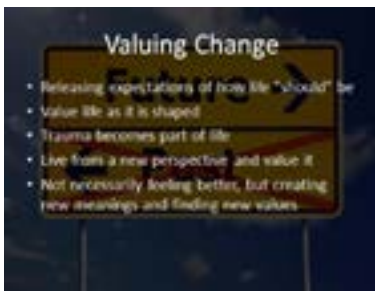 Valuing Change
• Releasing expectations of how life "should" be
• Value life as it is shaped
• Trauma becomes part of life
• Live from a new perspective and value it
• Not necessarily feeling better, but creating
new meanings and finding new values
Future
Past